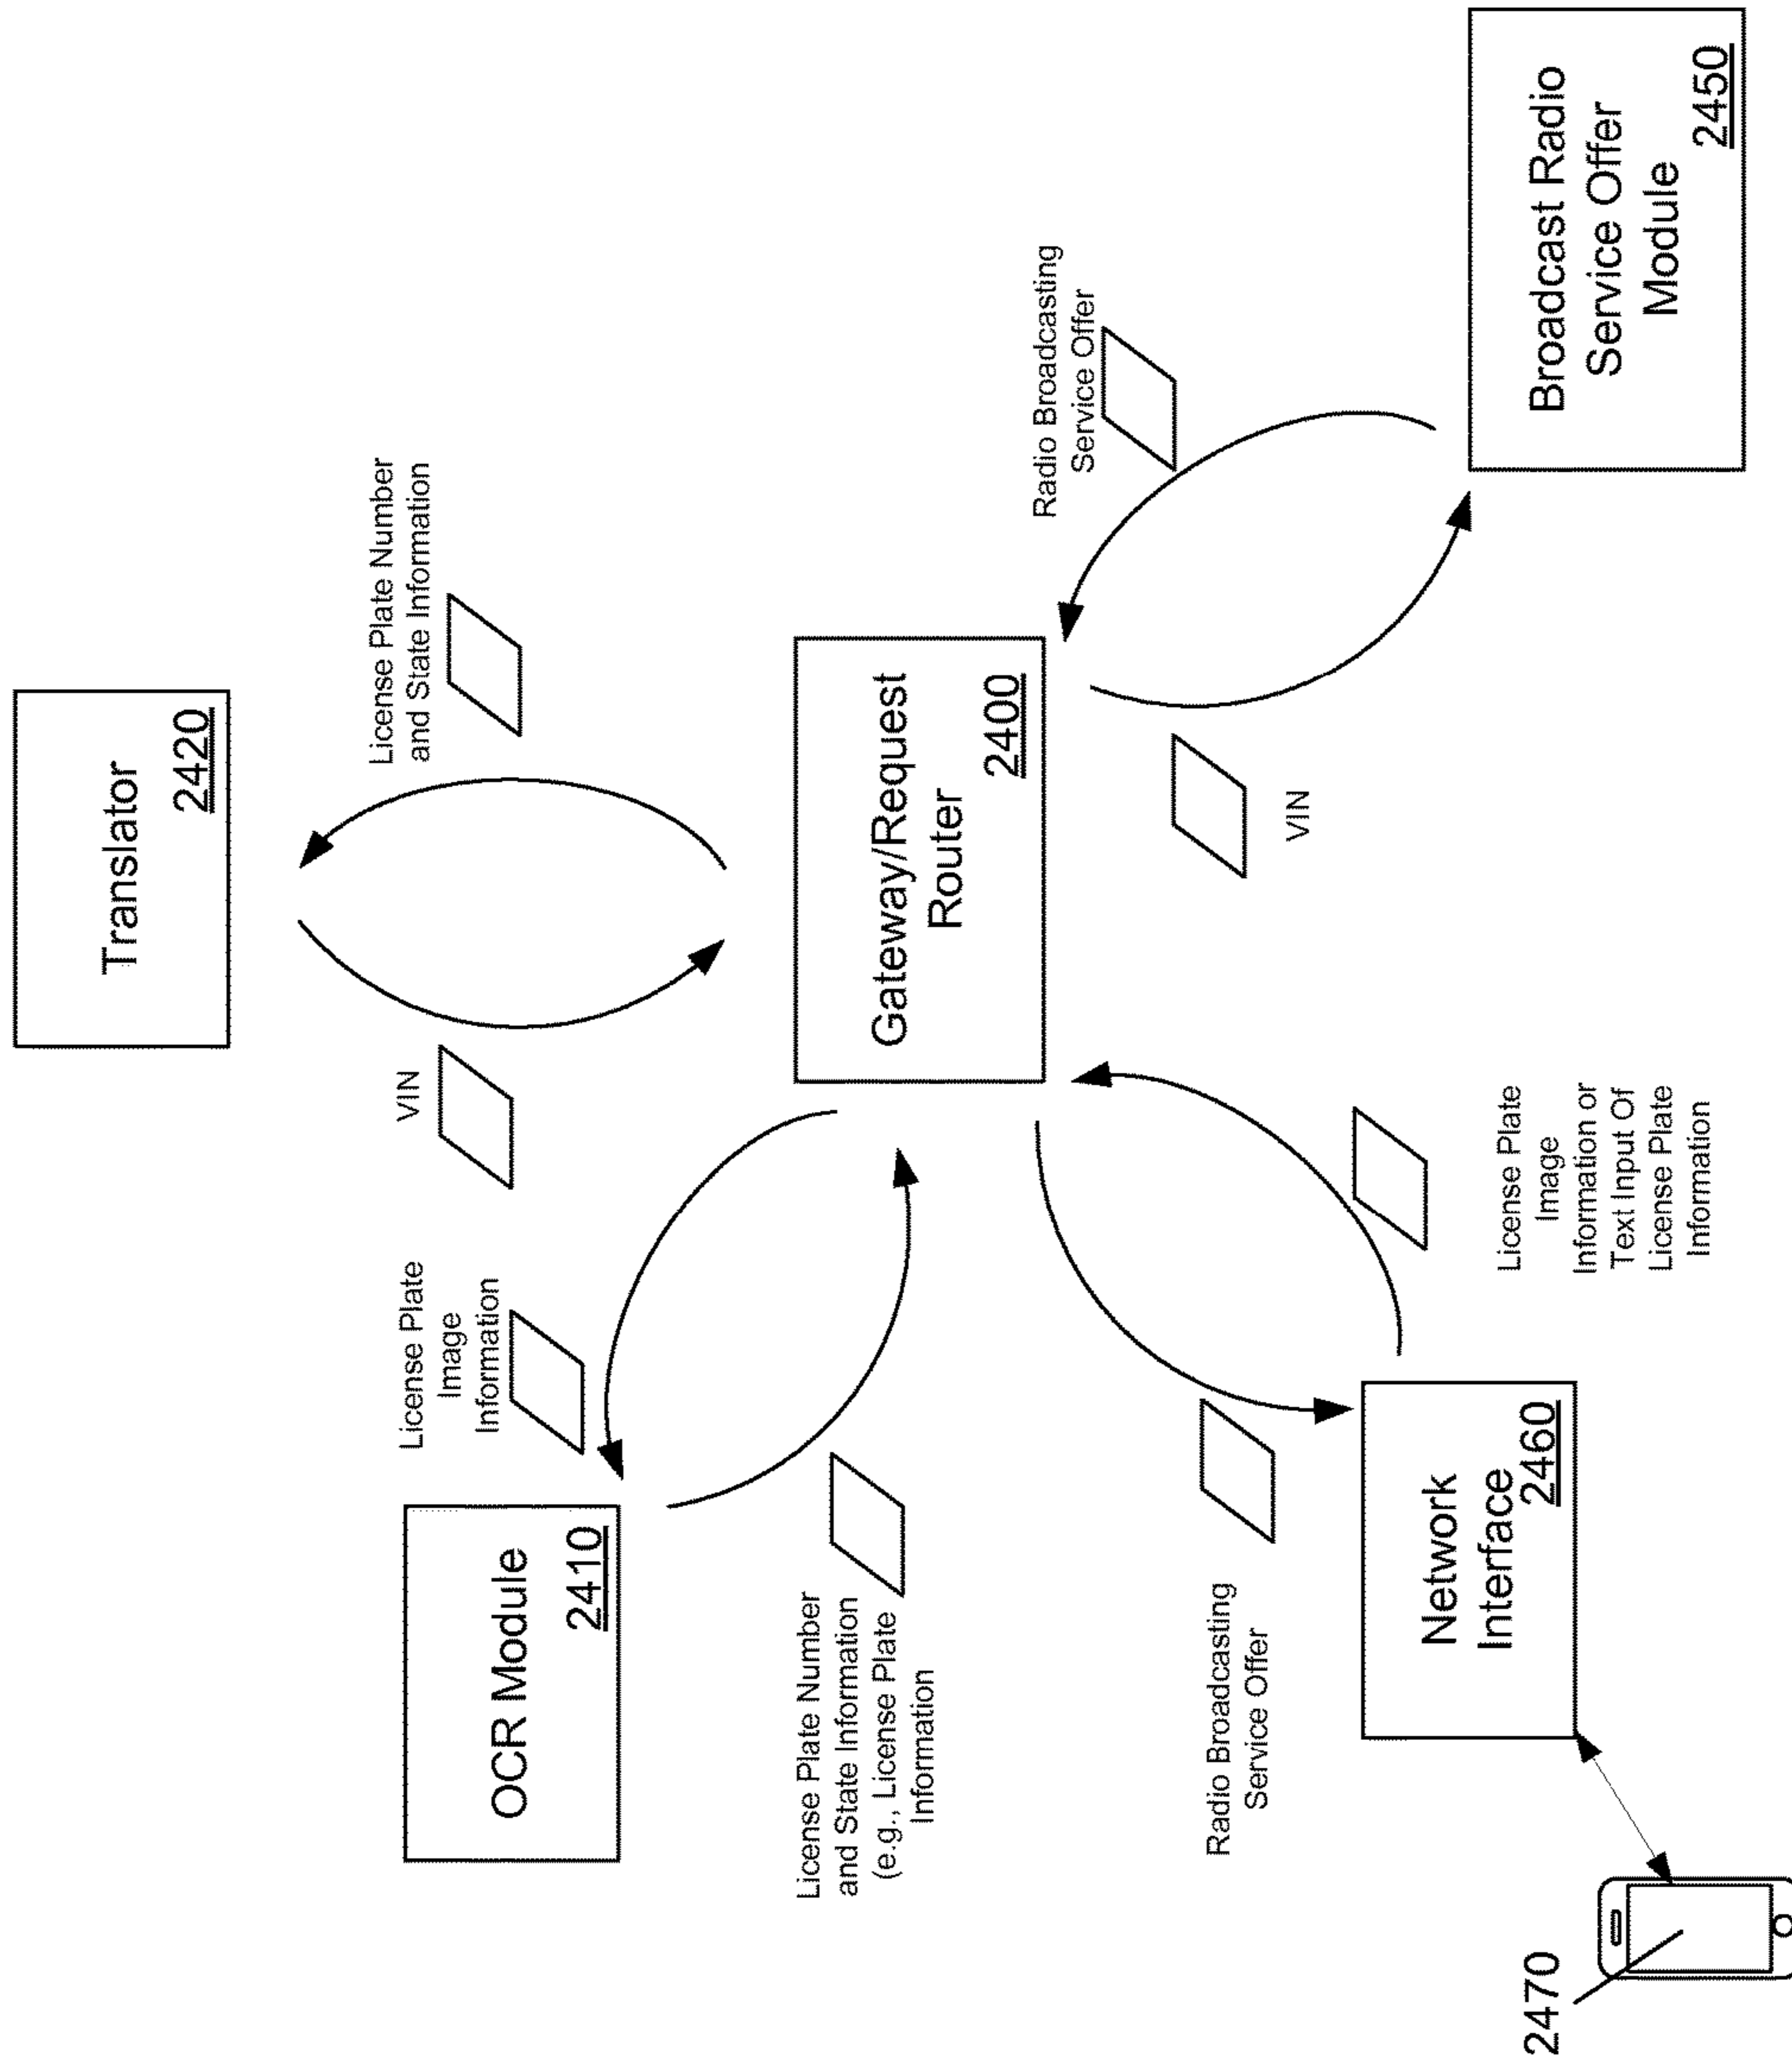 Translator
2420
License Plate Number
and State Information
VIN
License Plate
Image
Information
OCR Module
2410
License Plate Number
and State Information
(e.g., License Plate
Information
Gateway/Request
Router
2400
Radio Broadcasting
Service Offer
VIN
Broadcast Radio
Service Offer
Module
2450
Radio Broadcasting
Service Offer
License Plate
Image
Information or
Text Input Of
License Plate
Information
Network
Interface
2460
2470